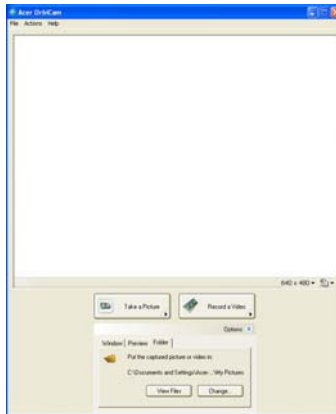 Acer OrbiCam
File Actions Help
640 x 480
Take a Picture
Record a Video
Options
Window Preview Folder
Put the captured picture or video in:
C:\Documents and Settings\Acer-...\My Pictures
View Files Change...